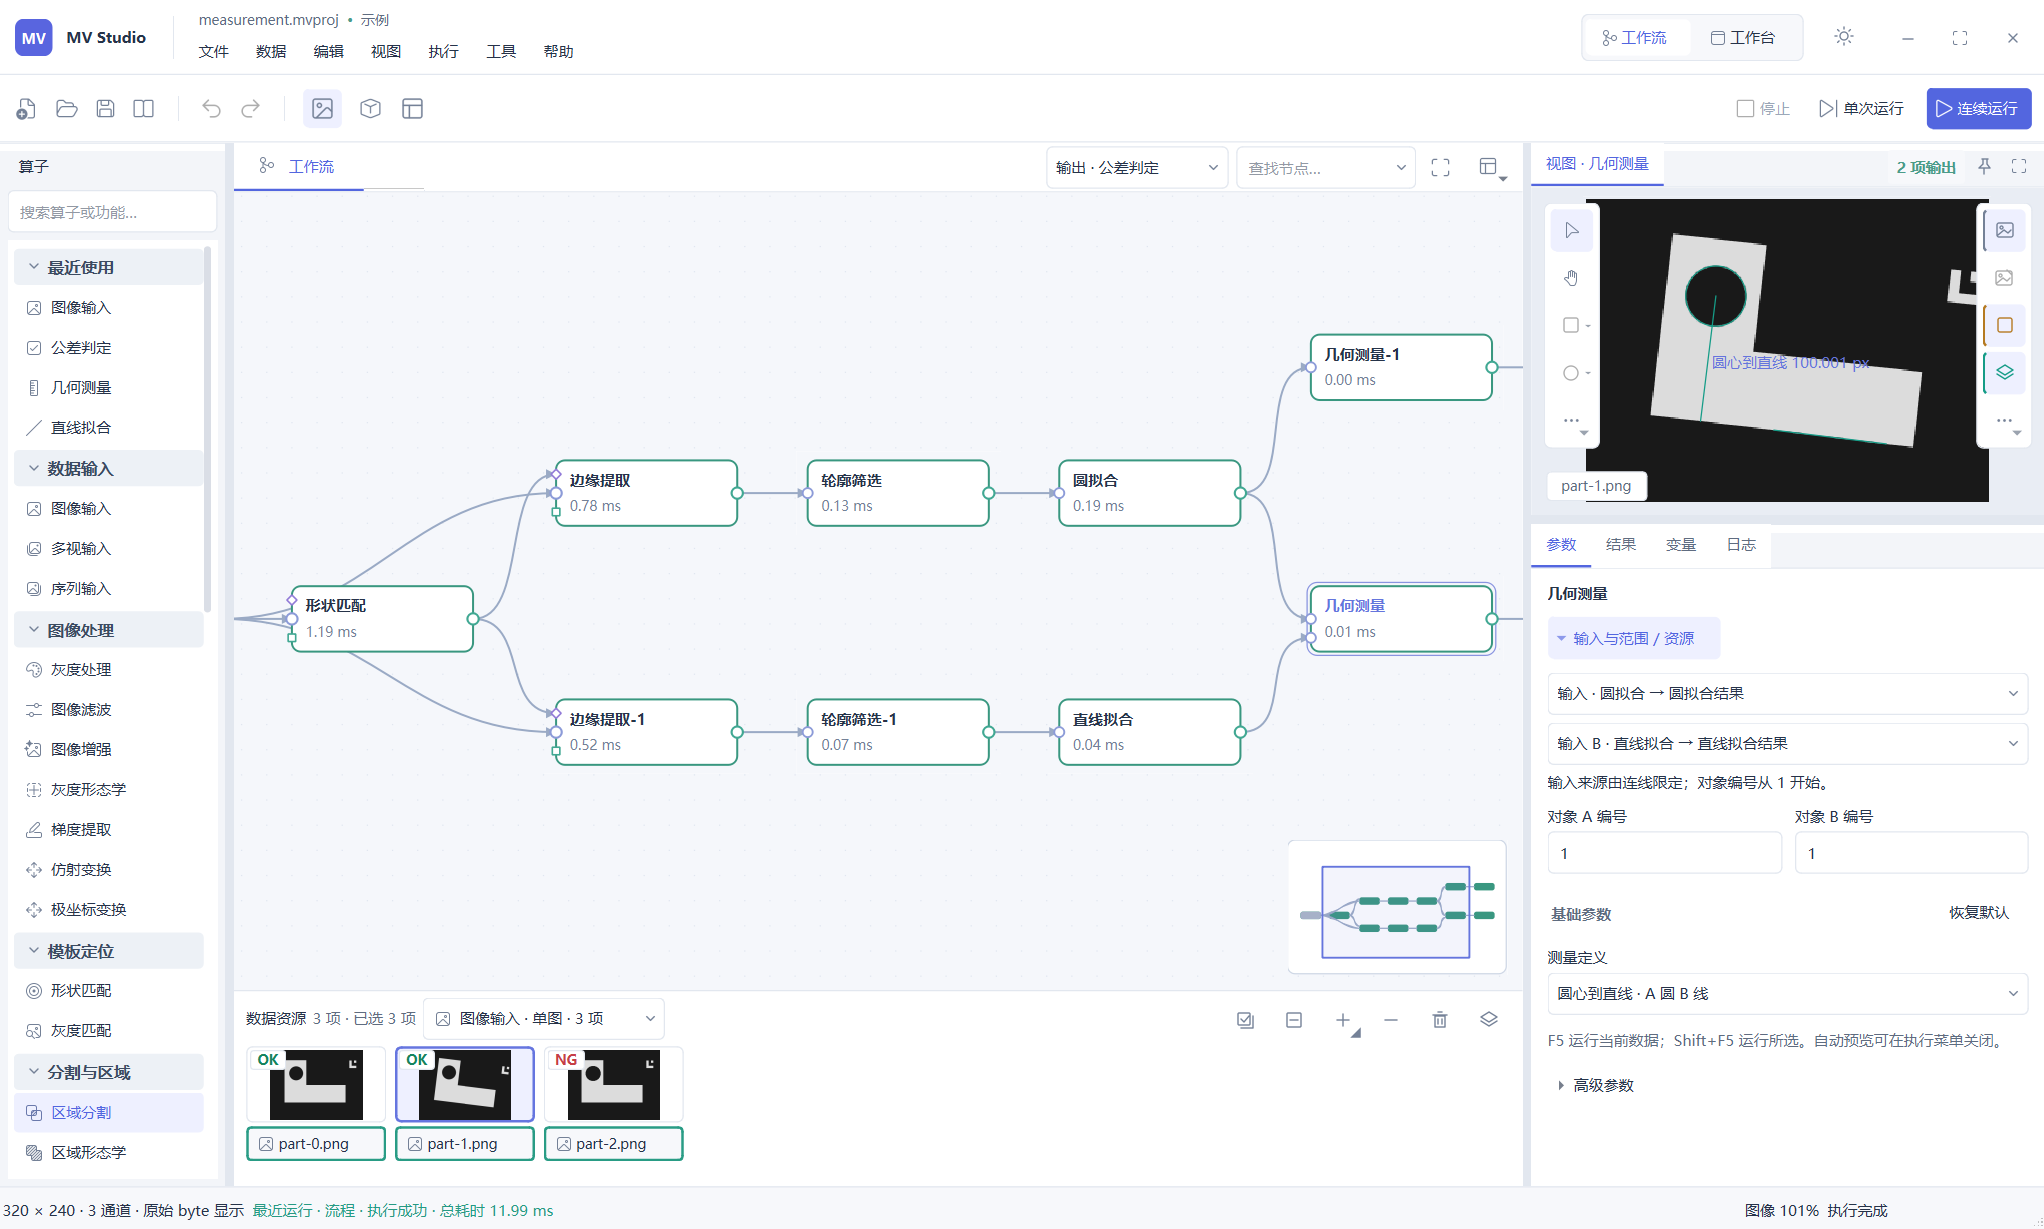 MV
MV Studio
measurement.mvproj • 示例
文件 数据 编辑 视图 执行 工具 帮助
工作流 工作台
停止 单次运行 连续运行
算子
搜索算子或功能...
最近使用
图像输入
公差判定
几何测量
直线拟合
数据输入
图像输入
多视输入
序列输入
图像处理
灰度处理
图像滤波
图像增强
灰度形态学
梯度提取
仿射变换
极坐标变换
模板定位
形状匹配
灰度匹配
分割与区域
区域分割
区域形态学
工作流
输出 · 公差判定
查找节点...
几何测量-1
0.00 ms
边缘提取
0.78 ms
轮廓筛选
0.13 ms
圆拟合
0.19 ms
形状匹配
1.19 ms
几何测量
0.01 ms
边缘提取-1
0.52 ms
轮廓筛选-1
0.07 ms
直线拟合
0.04 ms
数据资源 3 项 · 已选 3 项
图像输入 · 单图 · 3 项
OK
OK
NG
part-0.png
part-1.png
part-2.png
视图 · 几何测量
2 项输出
圆心到直线 100.001 px
part-1.png
参数 结果 变量 日志
几何测量
输入与范围 / 资源
输入 · 圆拟合 → 圆拟合结果
输入 B · 直线拟合 → 直线拟合结果
输入来源由连线限定；对象编号从 1 开始。
对象 A 编号 对象 B 编号
1 1
基础参数 恢复默认
测量定义
圆心到直线 · A 圆 B 线
F5 运行当前数据；Shift+F5 运行所选。自动预览可在执行菜单关闭。
高级参数
320 × 240 · 3 通道 · 原始 byte 显示 最近运行 · 流程 · 执行成功 · 总耗时 11.99 ms
图像 101% 执行完成